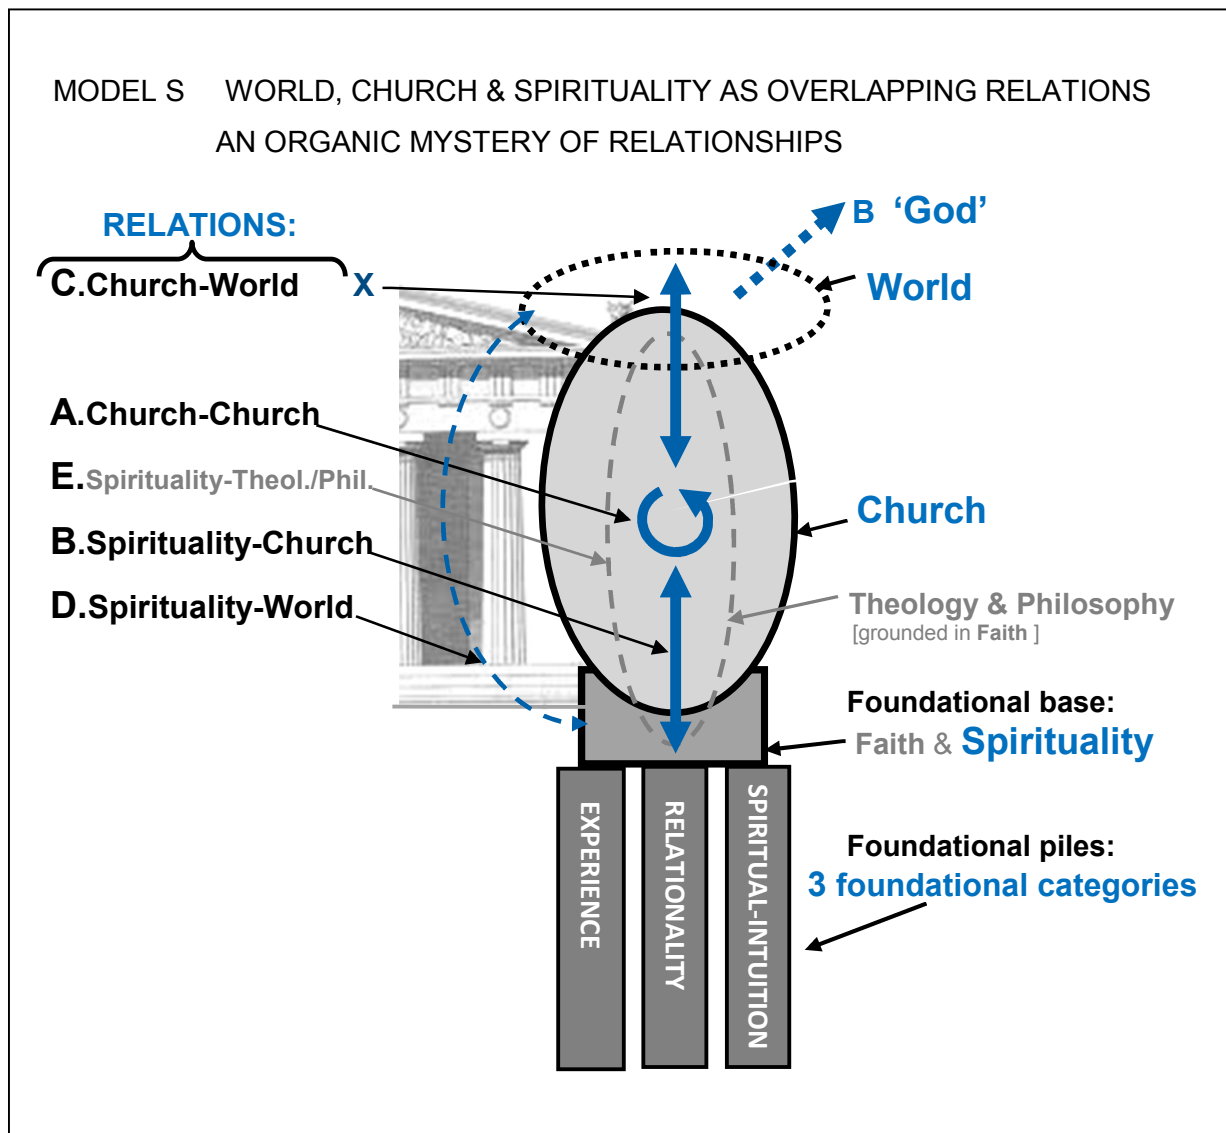 MODEL S WORLD, CHURCH & SPIRITUALITY AS OVERLAPPING RELATIONS
AN ORGANIC MYSTERY OF RELATIONSHIPS
RELATIONS:
C.Church-World X
A.Church-Church
E.Spirituality-Theol./Phil.
B.Spirituality-Church
D.Spirituality-World
B ‘God’
World
Church
Theology & Philosophy
[grounded in Faith ]
Foundational base:
Faith & Spirituality
Foundational piles:
3 foundational categories
EXPERIENCE
RELATIONALITY
SPIRITUAL-INTUITION